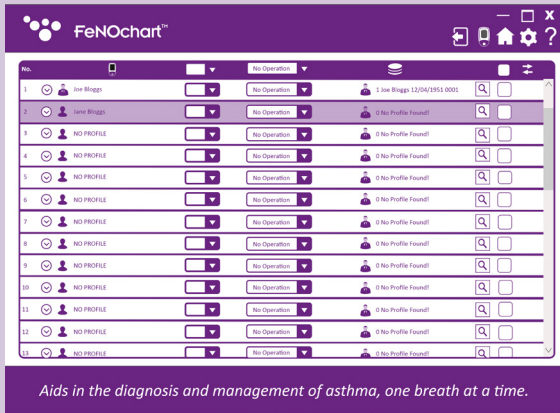 FeNOchart™
?
No. No Operation
1 Joe Bloggs No Operation 1 Joe Bloggs 12/04/1951 0001
2 Jane Bloggs No Operation 0 No Profile Found!
3 NO PROFILE No Operation 0 No Profile Found!
4 NO PROFILE No Operation 0 No Profile Found!
5 NO PROFILE No Operation 0 No Profile Found!
6 NO PROFILE No Operation 0 No Profile Found!
7 NO PROFILE No Operation 0 No Profile Found!
8 NO PROFILE No Operation 0 No Profile Found!
9 NO PROFILE No Operation 0 No Profile Found!
10 NO PROFILE No Operation 0 No Profile Found!
11 NO PROFILE No Operation 0 No Profile Found!
12 NO PROFILE No Operation 0 No Profile Found!
13 NO PROFILE No Operation 0 No Profile Found!
Aids in the diagnosis and management of asthma, one breath at a time.